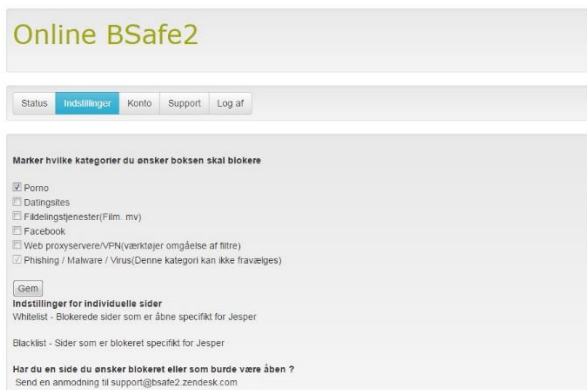 Online BSafe2
Status Indstillinger Konto Support Log af
Marker hvilke kategorier du ønsker boksen skal blokere
Porno
Datingsites
Fildelingstjenester(Film. mv)
Facebook
Web proxyservere/VPN(værktøjer omgåelse af filtre)
Phishing / Malware / Virus(Denne kategori kan ikke fravælges)
Gem
Indstillinger for individuelle sider
Whitelist - Blokerede sider som er åbne specifikt for Jesper
Blacklist - Sider som er blokeret specifikt for Jesper
Har du en side du ønsker blokeret eller som burde være åben ?
Send en anmodning til support@bsafe2.zendesk.com